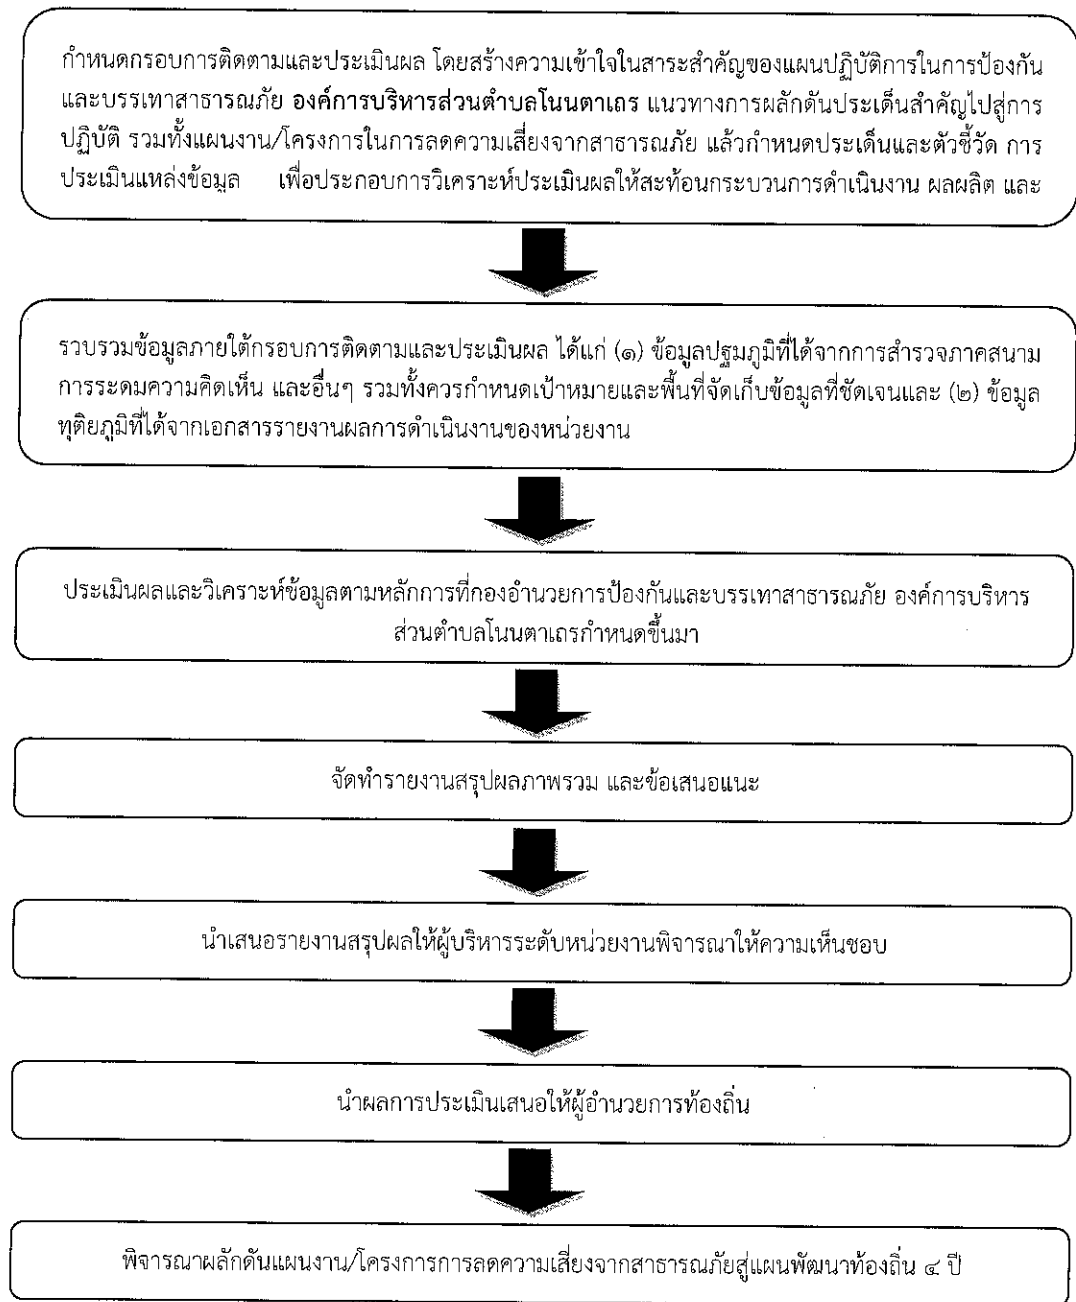 กำหนดกรอบการติดตามและประเมินผล โดยสร้างความเข้าใจในสาระสำคัญของแผนปฏิบัติการในการป้องกัน
และบรรเทาสาธารณภัย องค์การบริหารส่วนตำบลโนนตาเถร แนวทางการผลักดันประเด็นสำคัญไปสู่การ
ปฏิบัติ รวมทั้งแผนงาน/โครงการในการลดความเสี่ยงจากสาธารณภัย แล้วกำหนดประเด็นและตัวชี้วัด การ
ประเมินแหล่งข้อมูล เพื่อประกอบการวิเคราะห์ประเมินผลให้สะท้อนกระบวนการดำเนินงาน ผลผลิต และ
รวบรวมข้อมูลภายใต้กรอบการติดตามและประเมินผล ได้แก่ (๑) ข้อมูลปฐมภูมิที่ได้จากการสำรวจภาคสนาม
การระดมความคิดเห็น และอื่นๆ รวมทั้งควรกำหนดเป้าหมายและพื้นที่จัดเก็บข้อมูลที่ชัดเจนและ (๒) ข้อมูล
ทุติยภูมิที่ได้จากเอกสารรายงานผลการดำเนินงานของหน่วยงาน
ประเมินผลและวิเคราะห์ข้อมูลตามหลักการที่กองอำนวยการป้องกันและบรรเทาสาธารณภัย องค์การบริหาร
ส่วนตำบลโนนตาเถรกำหนดขึ้นมา
จัดทำรายงานสรุปผลภาพรวม และข้อเสนอแนะ
นำเสนอรายงานสรุปผลให้ผู้บริหารระดับหน่วยงานพิจารณาให้ความเห็นชอบ
นำผลการประเมินเสนอให้ผู้อำนวยการท้องถิ่น
พิจารณาผลักดันแผนงาน/โครงการการลดความเสี่ยงจากสาธารณภัยสู่แผนพัฒนาท้องถิ่น ๔ ปี